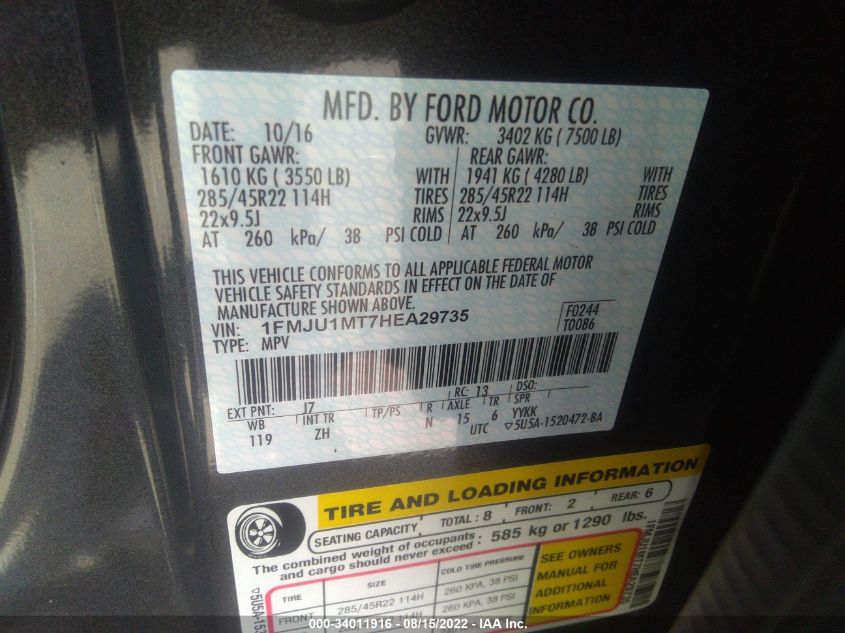 MFD. BY FORD MOTOR CO.
DATE: 10/16 GVWR: 3402 KG ( 7500 LB)
FRONT GAWR: REAR GAWR:
1610 KG ( 3550 LB) WITH 1941 KG ( 4280 LB) WITH
285/45R22 114H TIRES 285/45R22 114H TIRES
22x9.5J RIMS 22x9.5J RIMS
AT 260 kPa/ 38 PSI COLD AT 260 kPa/ 38 PSI COLD
THIS VEHICLE CONFORMS TO ALL APPLICABLE FEDERAL MOTOR
VEHICLE SAFETY STANDARDS IN EFFECT ON THE DATE OF
MANUFACTURE SHOWN ABOVE.
VIN: 1FMJU1MT7HEA29735 F0244
TYPE: MPV T0086
EXT PNT: J7 RC: 13 DSO:
WB INT TR TP/PS R AXLE TR SPR
119 ZH N 15 6 YYKK
UTC ▽5U5A-1520472-BA
TIRE AND LOADING INFORMATION
SEATING CAPACITY TOTAL: 8 FRONT: 2 REAR: 6
The combined weight of occupants
and cargo should never exceed : 585 kg or 1290 lbs.
TIRE SIZE COLD TIRE PRESSURE
FRONT 285/45R22 114H 260 KPA, 38 PSI
260 KPA, 38 PSI
SEE OWNERS
MANUAL FOR
ADDITIONAL
INFORMATION
000-34011916 - 08/15/2022 - IAA Inc.